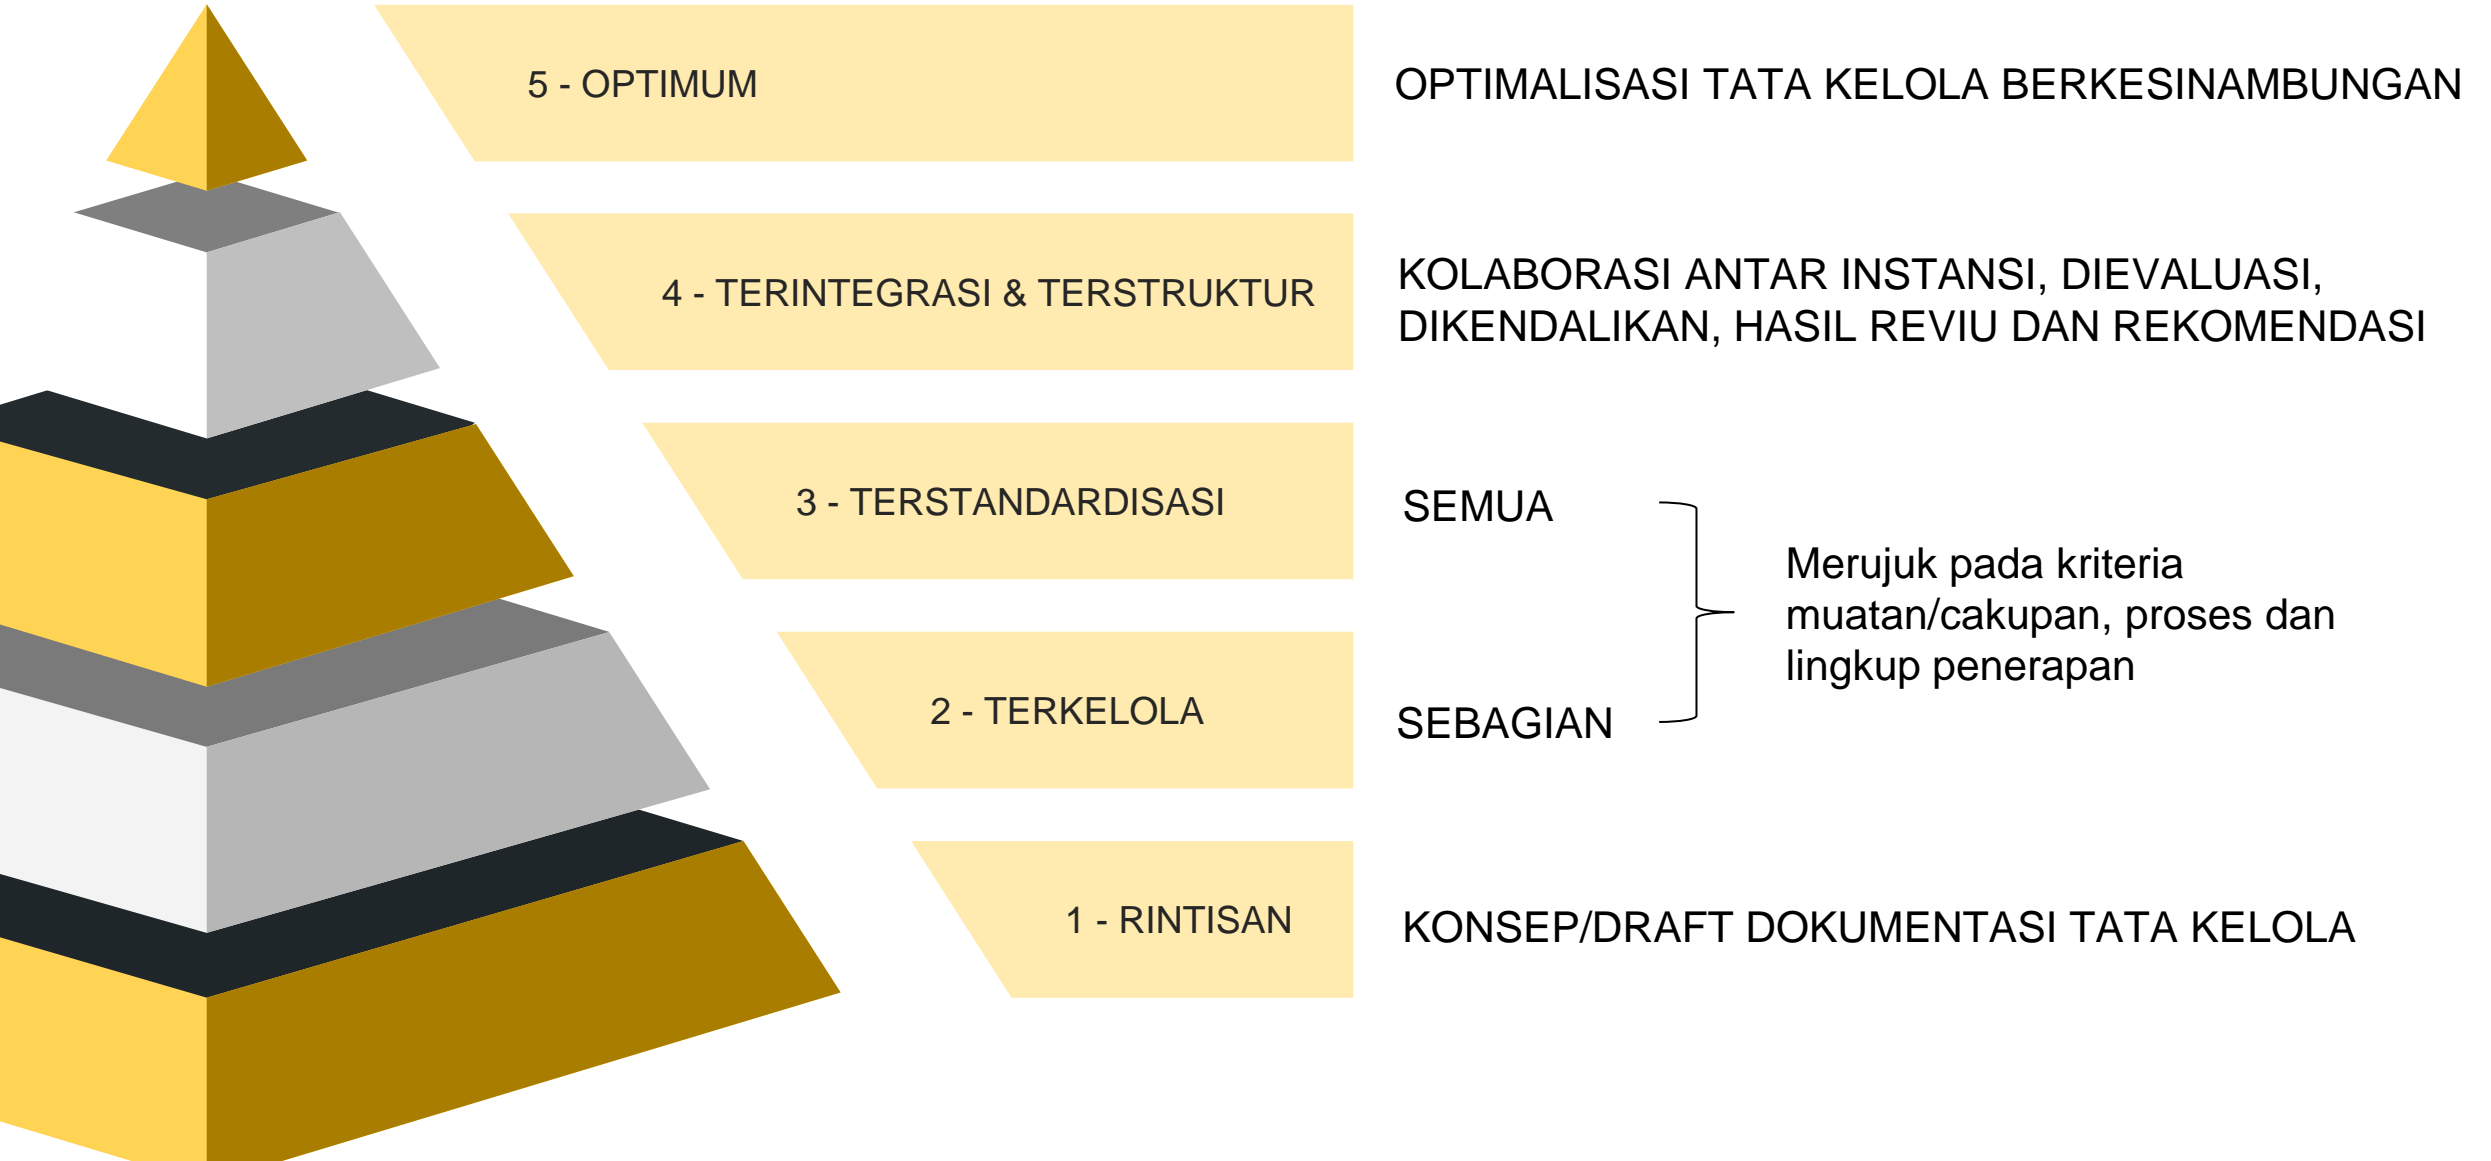 5 - OPTIMUM
OPTIMALISASI TATA KELOLA BERKESINAMBUNGAN
4 - TERINTEGRASI & TERSTRUKTUR
KOLABORASI ANTAR INSTANSI, DIEVALUASI,
DIKENDALIKAN, HASIL REVIU DAN REKOMENDASI
3 - TERSTANDARDISASI
SEMUA
Merujuk pada kriteria
muatan/cakupan, proses dan
lingkup penerapan
2 - TERKELOLA
SEBAGIAN
1 - RINTISAN
KONSEP/DRAFT DOKUMENTASI TATA KELOLA